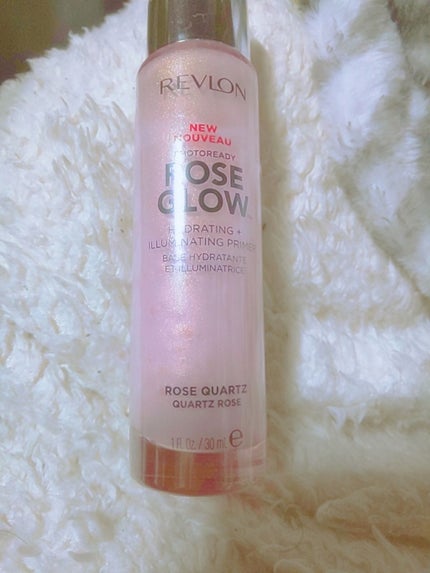 REVLON
NEW
NOUVEAU
PHOTOREADY
ROSE
GLOW
HYDRATING +
ILLUMINATING PRIMER
BASE HYDRATANTE
ET ILLUMINATRICE
ROSE QUARTZ
QUARTZ ROSE
1 fl. oz. / 30 mL e